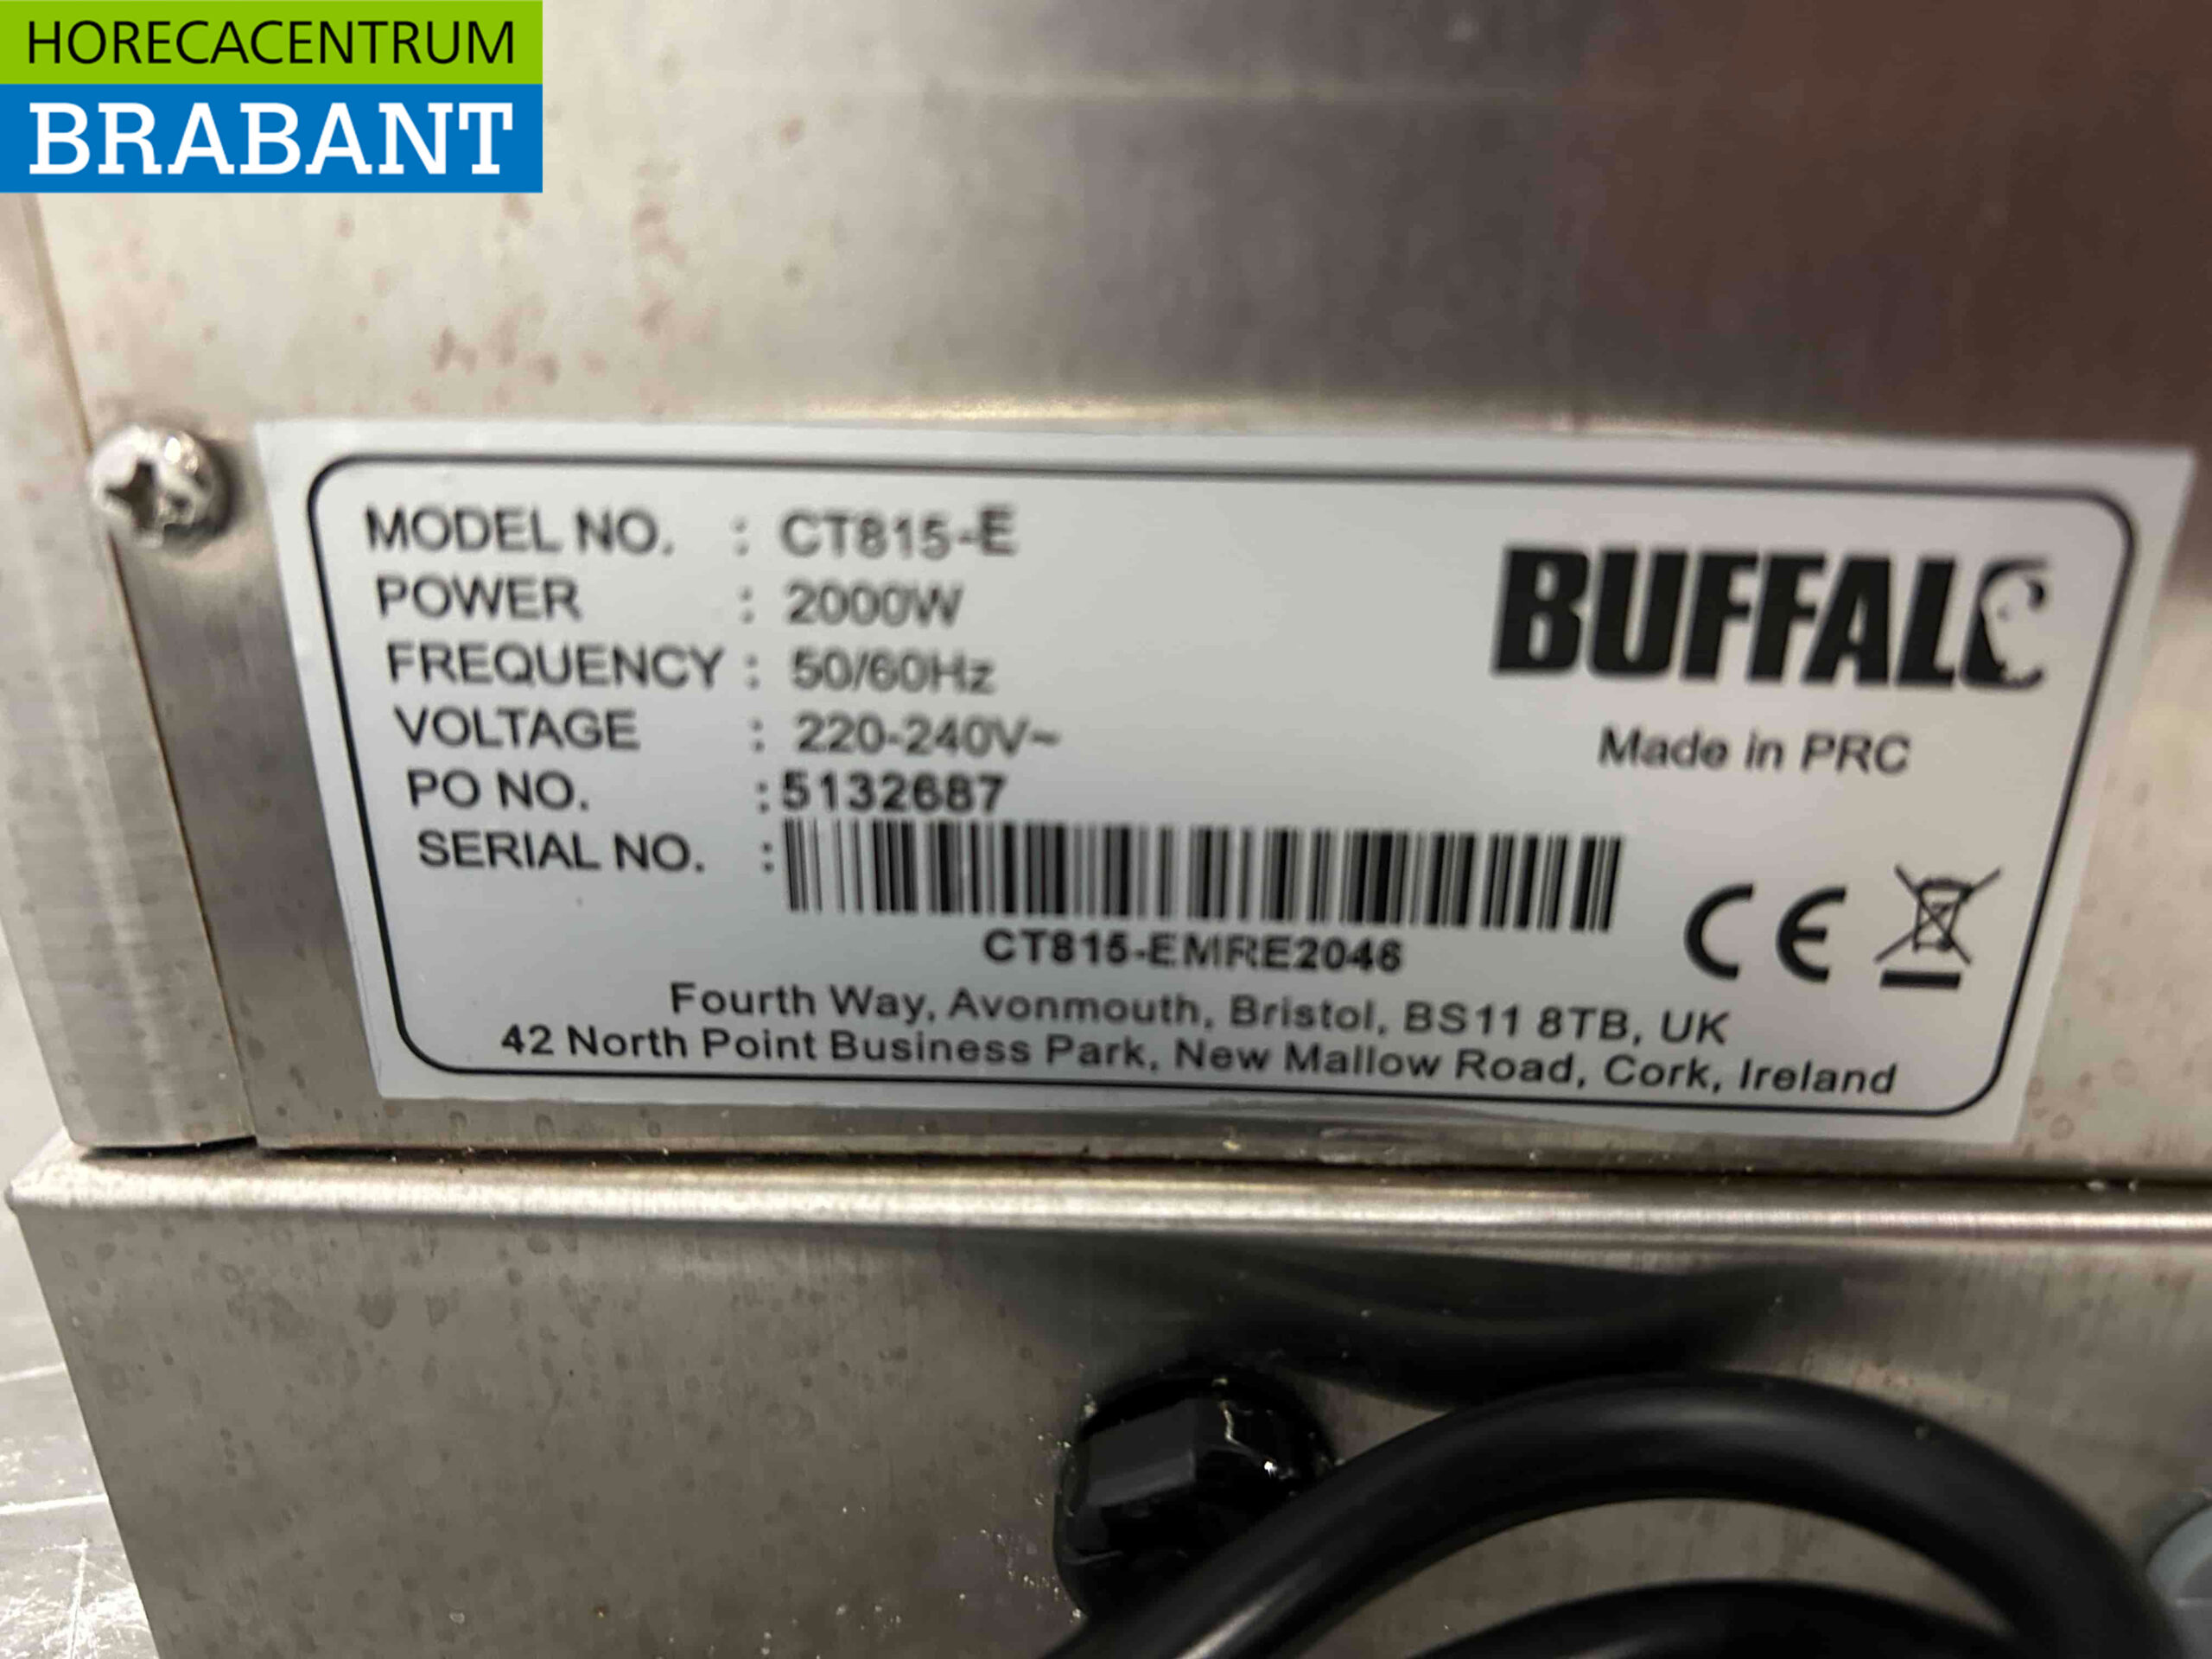 HORECACENTRUM
BRABANT
MODEL NO. : CT815-E
POWER : 2000W
FREQUENCY : 50/60Hz
VOLTAGE : 220-240V~
PO NO. :5132687
SERIAL NO. :
CT815-EMRE2046
BUFFALO
Made in PRC
CE
Fourth Way, Avonmouth, Bristol, BS11 8TB, UK
42 North Point Business Park, New Mallow Road, Cork, Ireland